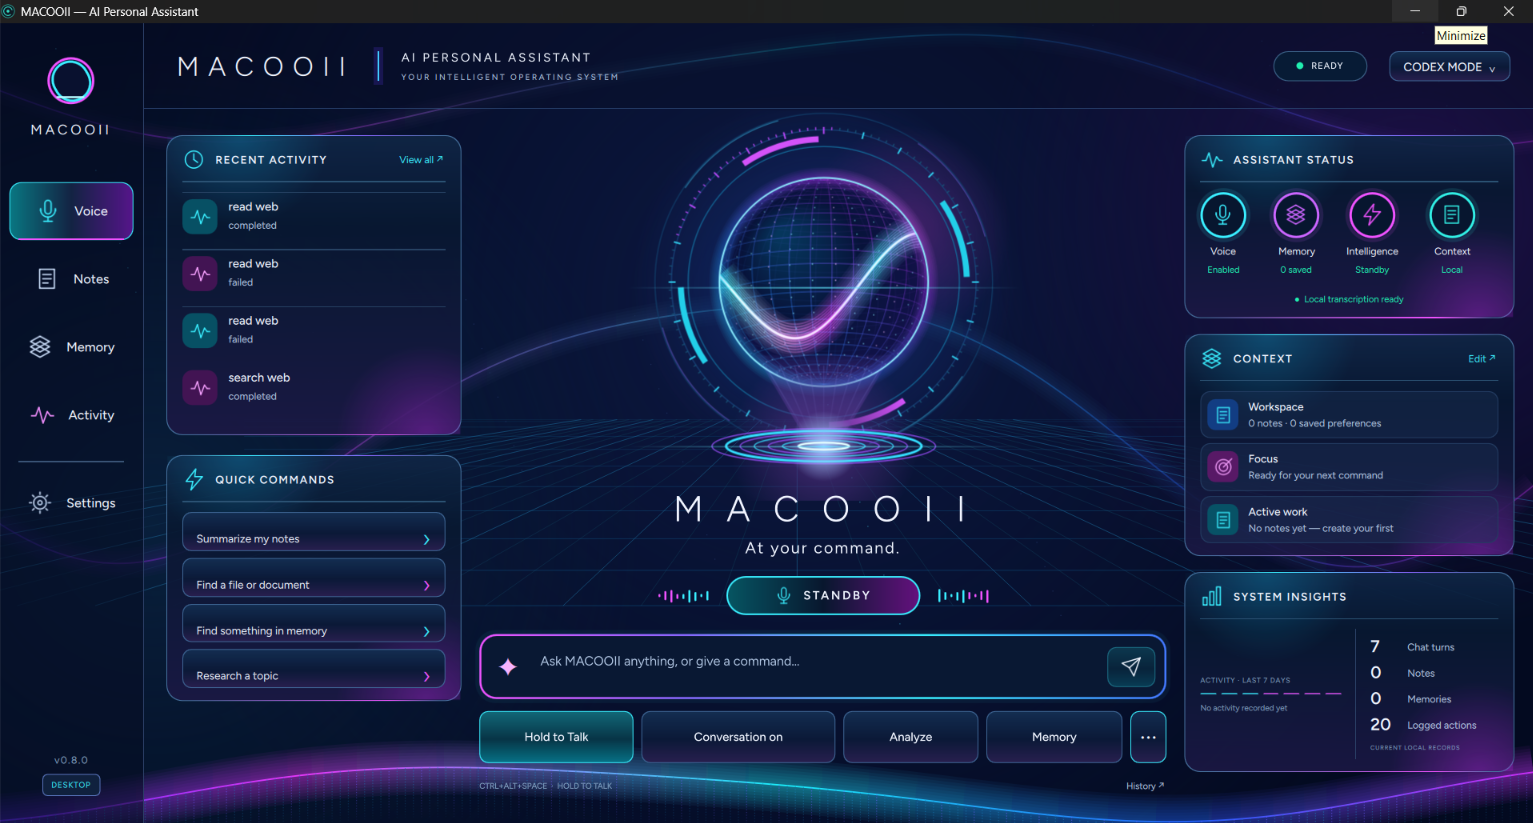 MACOOII — AI Personal Assistant
Minimize
MACOOII
AI PERSONAL ASSISTANT
YOUR INTELLIGENT OPERATING SYSTEM
READY
CODEX MODE
MACOOII
Voice
Notes
Memory
Activity
Settings
v0.8.0
DESKTOP
RECENT ACTIVITY
View all ↗
read web
completed
read web
failed
read web
failed
search web
completed
QUICK COMMANDS
Summarize my notes
Find a file or document
Find something in memory
Research a topic
MACOOII
At your command.
STANDBY
Ask MACOOII anything, or give a command...
Hold to Talk
Conversation on
Analyze
Memory
...
CTRL+ALT+SPACE · HOLD TO TALK
History ↗
ASSISTANT STATUS
Voice
Enabled
Memory
0 saved
Intelligence
Standby
Context
Local
• Local transcription ready
CONTEXT
Edit ↗
Workspace
0 notes · 0 saved preferences
Focus
Ready for your next command
Active work
No notes yet — create your first
SYSTEM INSIGHTS
ACTIVITY · LAST 7 DAYS
No activity recorded yet
7 Chat turns
0 Notes
0 Memories
20 Logged actions
CURRENT LOCAL RECORDS